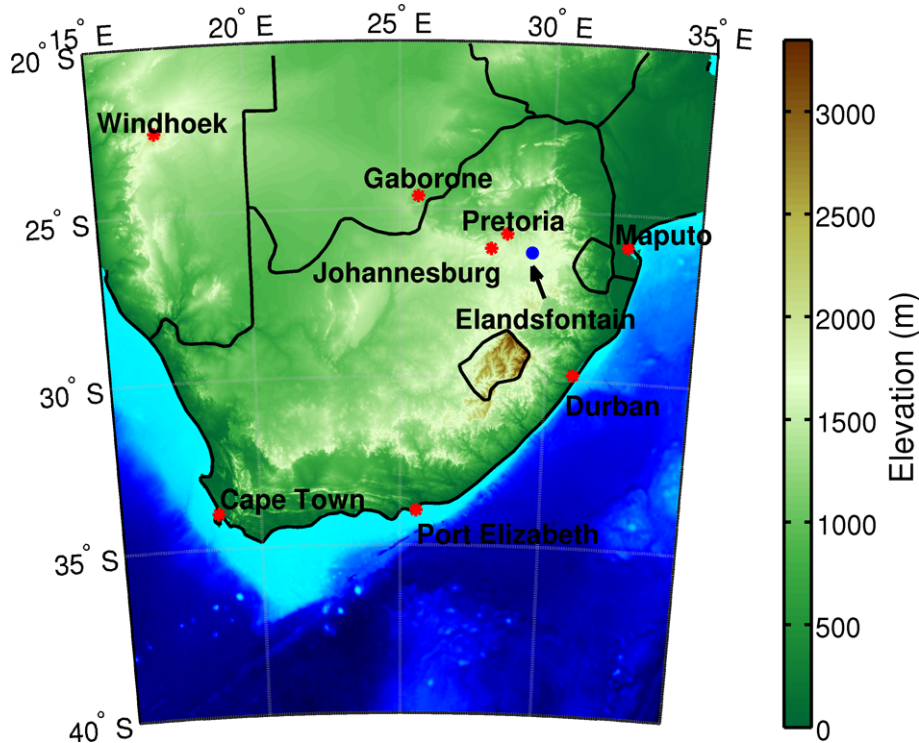 15° E
20° E
25° E
30° E
35° E
20° S
25° S
30° S
35° S
40° S
Windhoek
Gaborone
Pretoria
Maputo
Johannesburg
Elandsfontain
Durban
Cape Town
Port Elizabeth
3000
2500
2000
1500
1000
500
0
Elevation (m)